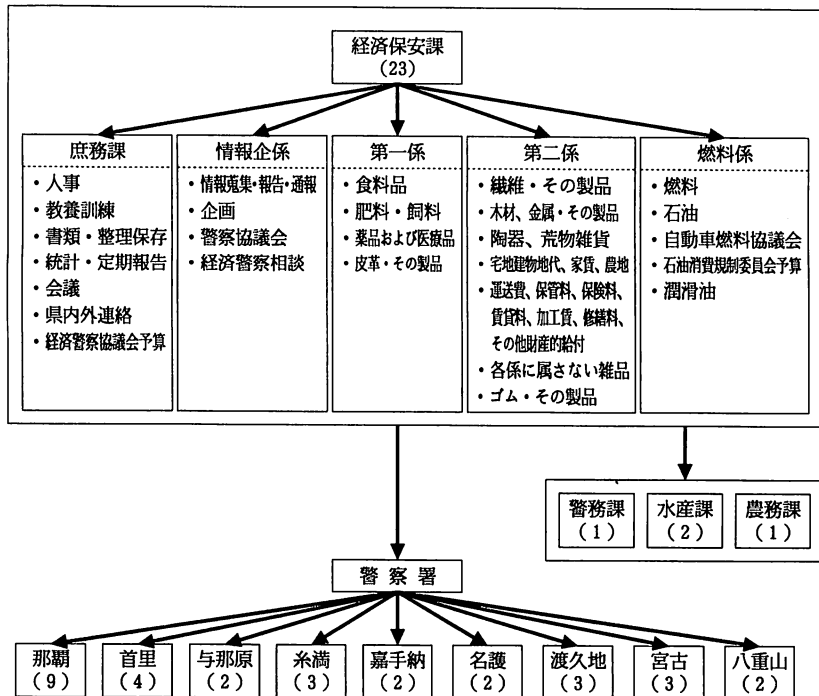 経済保安課
(23)
庶務課
・人事
・教養訓練
・書類・整理保存
・統計・定期報告
・会議
・県内外連絡
・経済警察協議会予算
情報企係
・情報蒐集・報告・通報
・企画
・警察協議会
・経済警察相談
第一係
・食料品
・肥料・飼料
・薬品および医療品
・皮革・その製品
第二係
・繊維・その製品
・木材、金属・その製品
・陶器、荒物雑貨
・宅地建物地代、家賃、農地
・運送費、保管料、保険料、
賃貸料、加工賃、修繕料、
その他財産的給付
・各係に属さない雑品
・ゴム・その製品
燃料係
・燃料
・石油
・自動車燃料協議会
・石油消費規制委員会予算
・潤滑油
警務課
(1)
水産課
(2)
農務課
(1)
警察署
那覇
(9)
首里
(4)
与那原
(2)
糸満
(3)
嘉手納
(2)
名護
(2)
渡久地
(3)
宮古
(3)
八重山
(2)